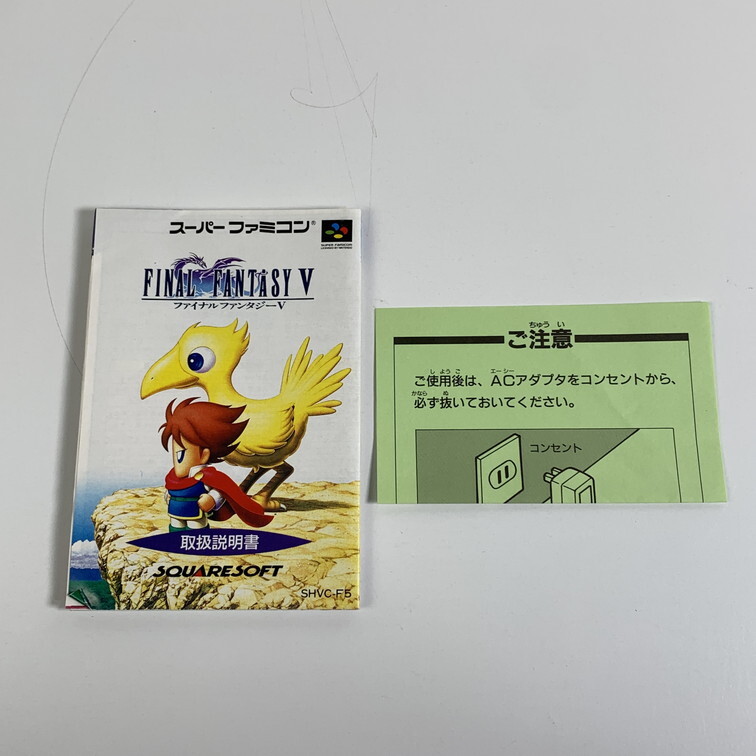 スーパーファミコン®
SUPER FAMICOM
LICENSED BY NINTENDO
FINAL FANTASY V
ファイナルファンタジーV
取扱説明書
SQUARESOFT
SHVC-F5
ちゅう い
ご注意
し よう ご エー シー
ご使用後は、ACアダプタをコンセントから、
かなら ぬ
必ず抜いておいてください。
コンセント